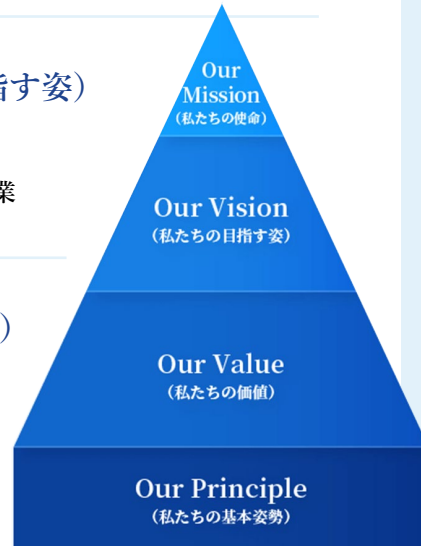 指す姿）
業
）
Our
Mission
（私たちの使命）
Our Vision
（私たちの目指す姿）
Our Value
（私たちの価値）
Our Principle
（私たちの基本姿勢）